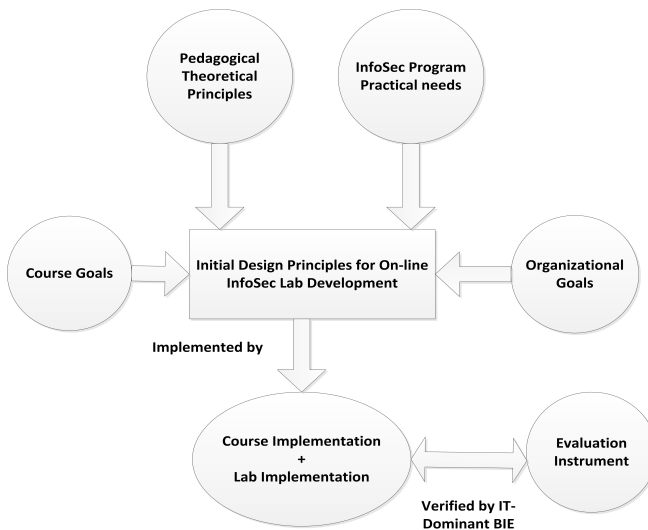 Pedagogical
Theoretical
Principles
InfoSec Program
Practical needs
Course Goals
Initial Design Principles for On-line
InfoSec Lab Development
Organizational
Goals
Implemented by
Course Implementation
+
Lab Implementation
Evaluation
Instrument
Verified by IT-
Dominant BIE